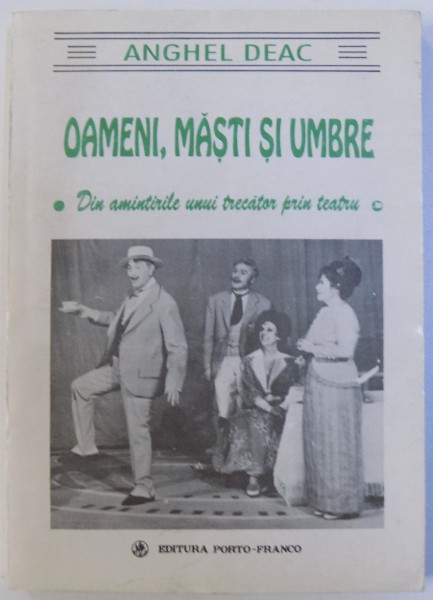 ANGHEL DEAC
OAMENI, MĂȘTI ȘI UMBRE
Din amintirile unui trecător prin teatru
EDITURA PORTO-FRANCO